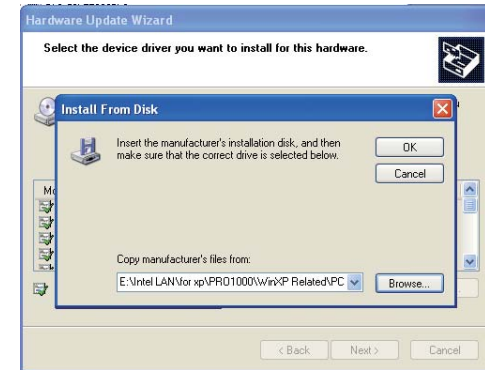 Hardware Update Wizard
Select the device driver you want to install for this hardware.
Install From Disk
Insert the manufacturer's installation disk, and then
make sure that the correct drive is selected below.
OK
Cancel
Mo
Copy manufacturer's files from:
E:\Intel LAN\for xp\PRO1000\WinXP Related\PC
Browse...
< Back
Next >
Cancel